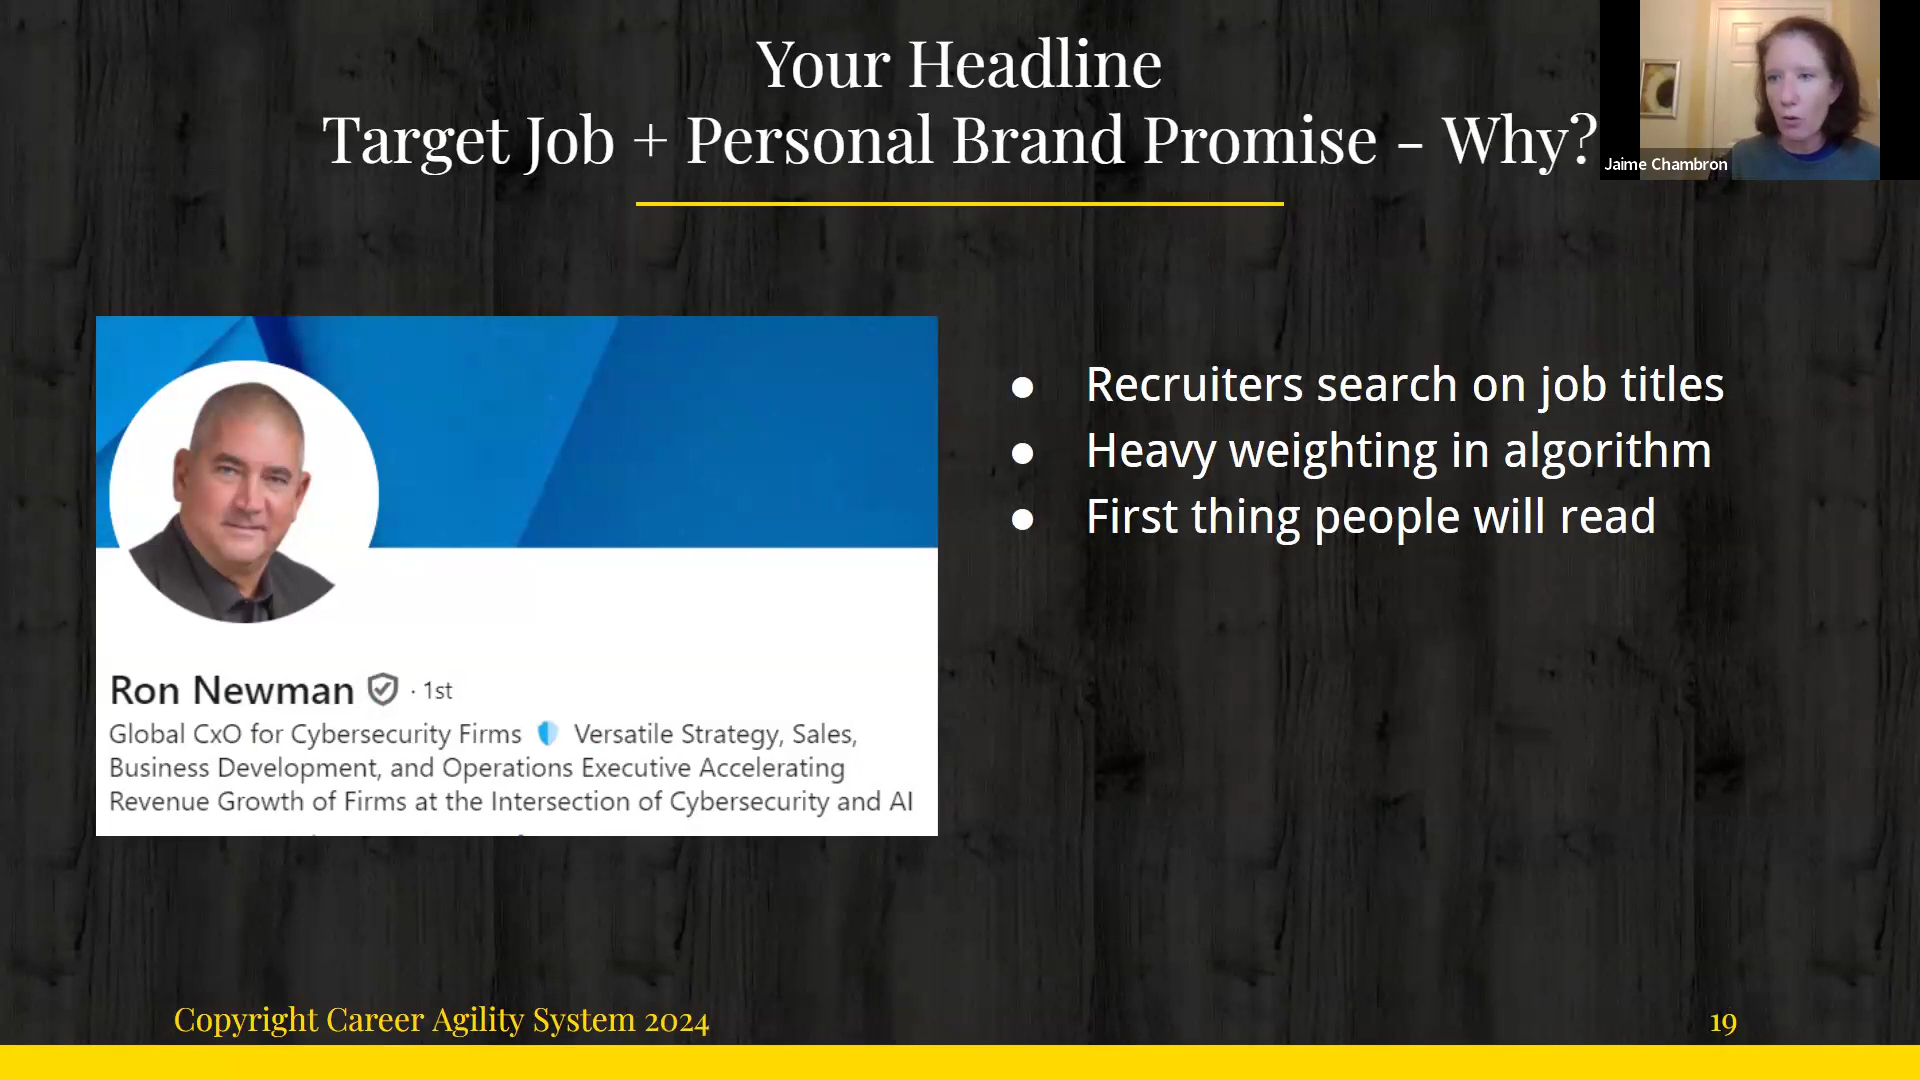 Your Headline
Target Job + Personal Brand Promise - Why?
Jaime Chambron
● Recruiters search on job titles
● Heavy weighting in algorithm
● First thing people will read
Ron Newman · 1st
Global CxO for Cybersecurity Firms Versatile Strategy, Sales,
Business Development, and Operations Executive Accelerating
Revenue Growth of Firms at the Intersection of Cybersecurity and AI
Copyright Career Agility System 2024
19